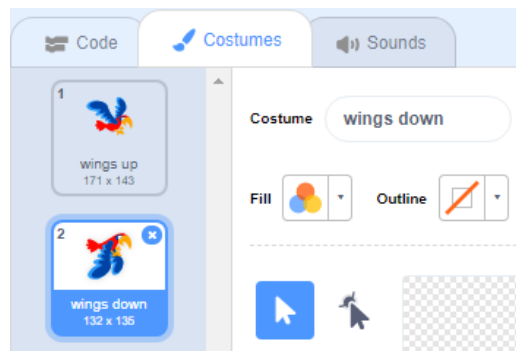 Code Costumes Sounds
1
wings up
171 x 143
2
wings down
132 x 135
Costume wings down
Fill Outline